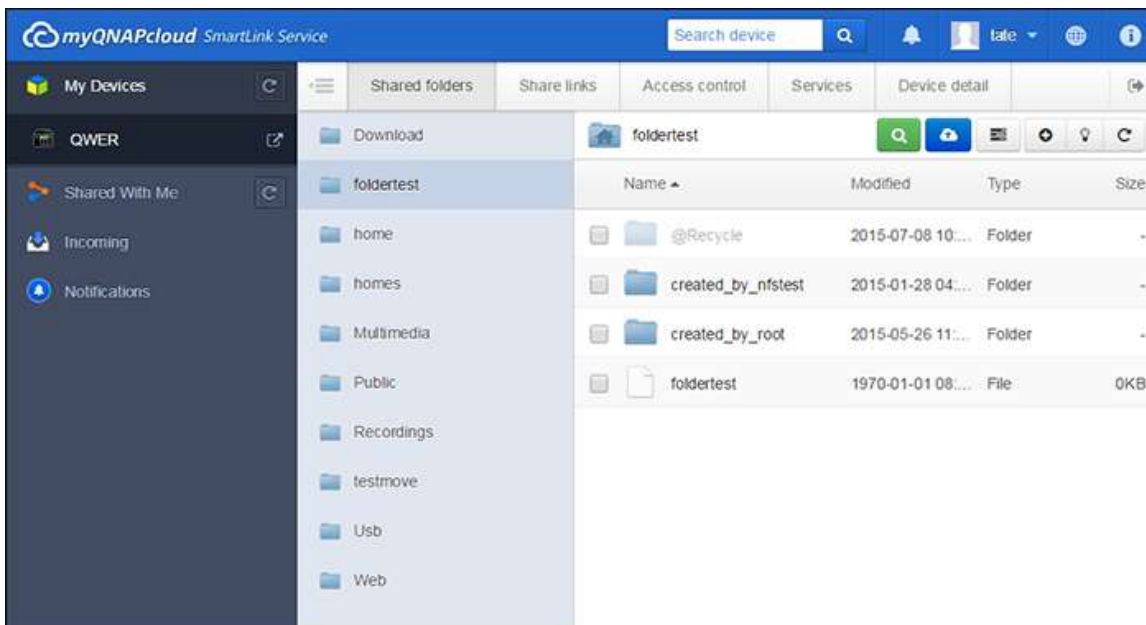 myQNAPcloud SmartLink Service
Search device
tate
My Devices
Shared folders
Share links
Access control
Services
Device detail
QWER
Download
foldertest
foldertest
Name
Modified
Type
Size
Shared With Me
home
@Recycle
2015-07-08 10:...
Folder
-
Incoming
homes
created_by_nfstest
2015-01-28 04:...
Folder
-
Notifications
Multimedia
created_by_root
2015-05-26 11:...
Folder
-
Public
foldertest
1970-01-01 08:...
File
0KB
Recordings
testmove
Usb
Web